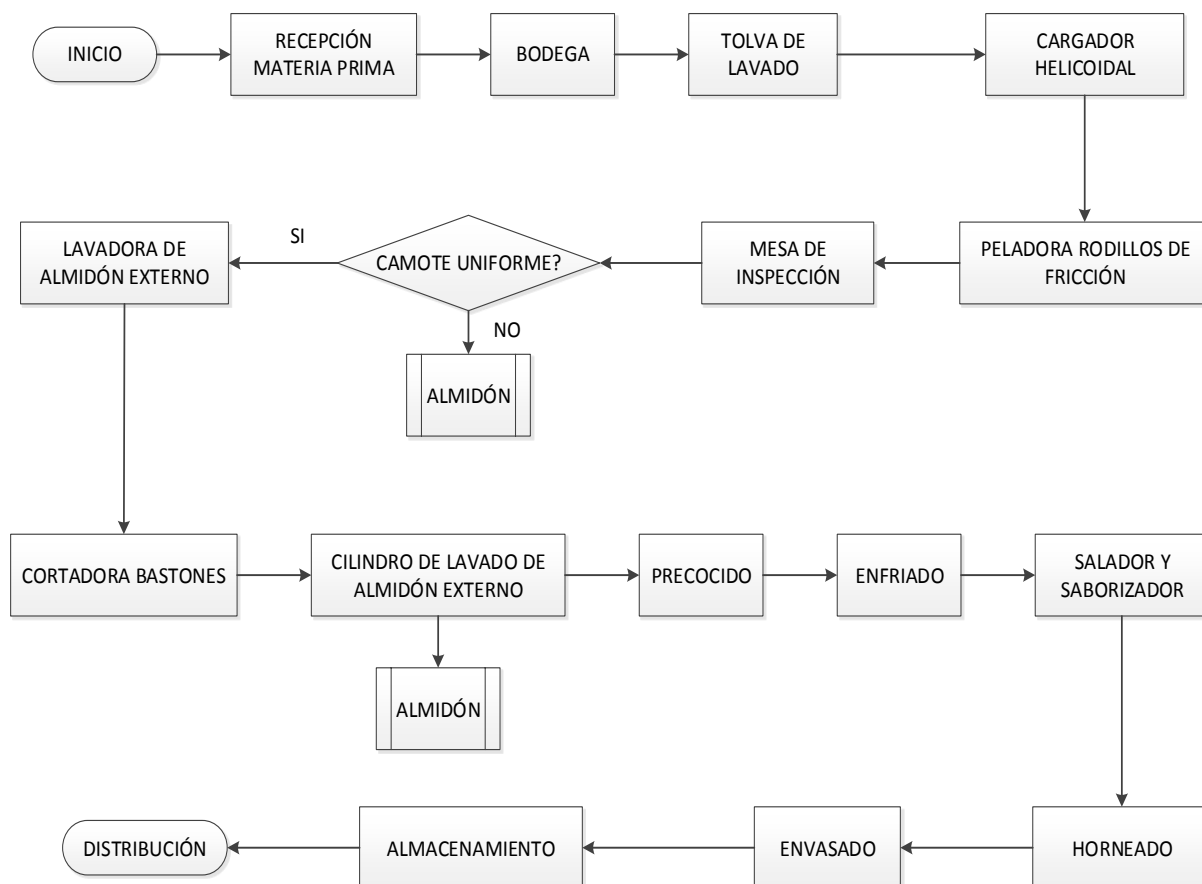 INICIO
RECEPCIÓN
MATERIA PRIMA
BODEGA
TOLVA DE
LAVADO
CARGADOR
HELICOIDAL
PELADORA RODILLOS DE
FRICCIÓN
MESA DE
INSPECCIÓN
CAMOTE UNIFORME?
SI
NO
LAVADORA DE
ALMIDÓN EXTERNO
ALMIDÓN
CORTADORA BASTONES
CILINDRO DE LAVADO DE
ALMIDÓN EXTERNO
ALMIDÓN
PRECOCIDO
ENFRIADO
SALADOR Y
SABORIZADOR
HORNEADO
ENVASADO
ALMACENAMIENTO
DISTRIBUCIÓN